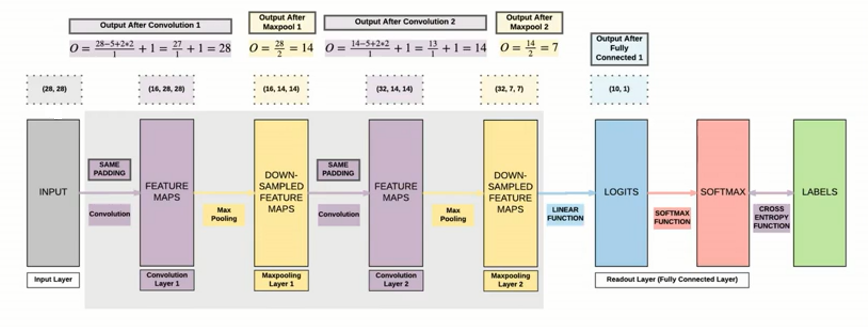 Output After Convolution 1
Output After
Maxpool 1
Output After Convolution 2
Output After
Maxpool 2
Output After
Fully
Connected 1
O = \frac{28-5+2*2}{1} + 1 = \frac{27}{1} + 1 = 28
O = \frac{28}{2} = 14
O = \frac{14-5+2*2}{1} + 1 = \frac{13}{1} + 1 = 14
O = \frac{14}{2} = 7
(28, 28)
(16, 28, 28)
(16, 14, 14)
(32, 14, 14)
(32, 7, 7)
(10, 1)
INPUT
SAME
PADDING
Convolution
FEATURE
MAPS
Max
Pooling
DOWN-
SAMPLED
FEATURE
MAPS
SAME
PADDING
Convolution
FEATURE
MAPS
Max
Pooling
DOWN-
SAMPLED
FEATURE
MAPS
LINEAR
FUNCTION
LOGITS
SOFTMAX
FUNCTION
SOFTMAX
CROSS
ENTROPY
FUNCTION
LABELS
Input Layer
Convolution
Layer 1
Maxpooling
Layer 1
Convolution
Layer 2
Maxpooling
Layer 2
Readout Layer (Fully Connected Layer)